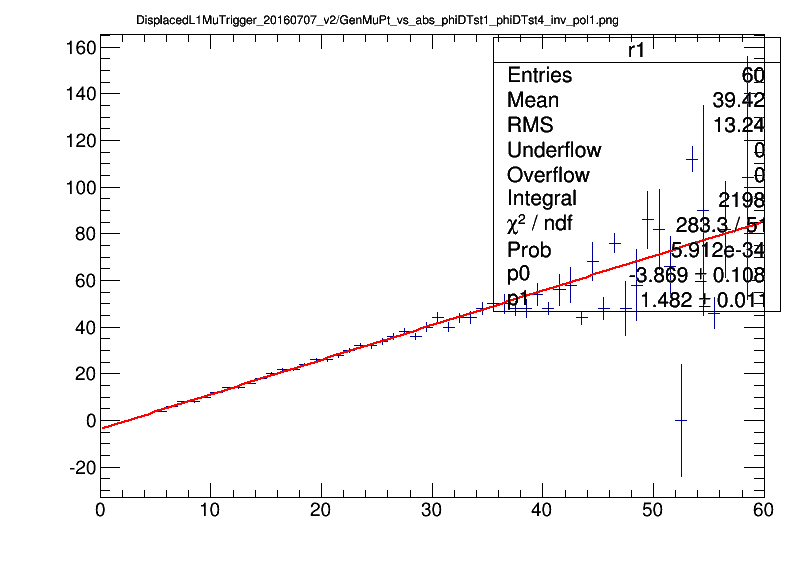 DisplacedL1MuTrigger_20160707_v2/GenMuPt_vs_abs_phiDTst1_phiDTst4_inv_pol1.png
r1
Entries 60
Mean 39.42
RMS 13.24
Underflow 0
Overflow 0
Integral 2198
χ² / ndf 283.3 / 51
Prob 5.912e-34
p0 -3.869 ± 0.108
p1 1.482 ± 0.011
160
140
120
100
80
60
40
20
0
-20
0 10 20 30 40 50 60